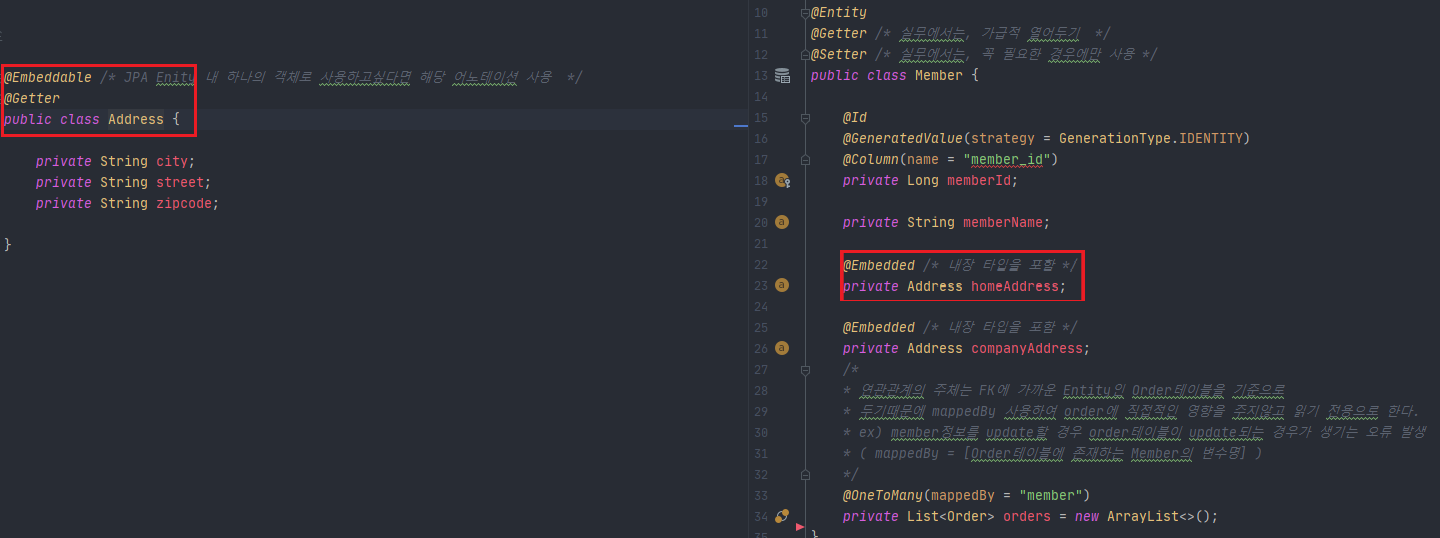 @Embeddable /* JPA Enity 내 하나의 객체로 사용하고싶다면 해당 어노테이션 사용  */
@Getter
public class Address {
private String city;
private String street;
private String zipcode;
}
10 @Entity
11 @Getter /* 실무에서는, 가급적 열어두기  */
12 @Setter /* 실무에서는, 꼭 필요한 경우에만 사용 */
13 public class Member {
14
15 @Id
16 @GeneratedValue(strategy = GenerationType.IDENTITY)
17 @Column(name = "member_id")
18 private Long memberId;
19
20 private String memberName;
21
22 @Embedded /* 내장 타입을 포함 */
23 private Address homeAddress;
24
25 @Embedded /* 내장 타입을 포함 */
26 private Address companyAddress;
27 /*
28 * 연관관계의 주체는 FK에 가까운 Entity인 Order테이블을 기준으로
29 * 두기때문에 mappedBy 사용하여 order에 직접적인 영향을 주지않고 읽기 전용으로 한다.
30 * ex) member정보를 update할 경우 order테이블이 update되는 경우가 생기는 오류 발생
31 * ( mappedBy = [Order테이블에 존재하는 Member의 변수명] )
32 */
33 @OneToMany(mappedBy = "member")
34 private List<Order> orders = new ArrayList<>();
35 }